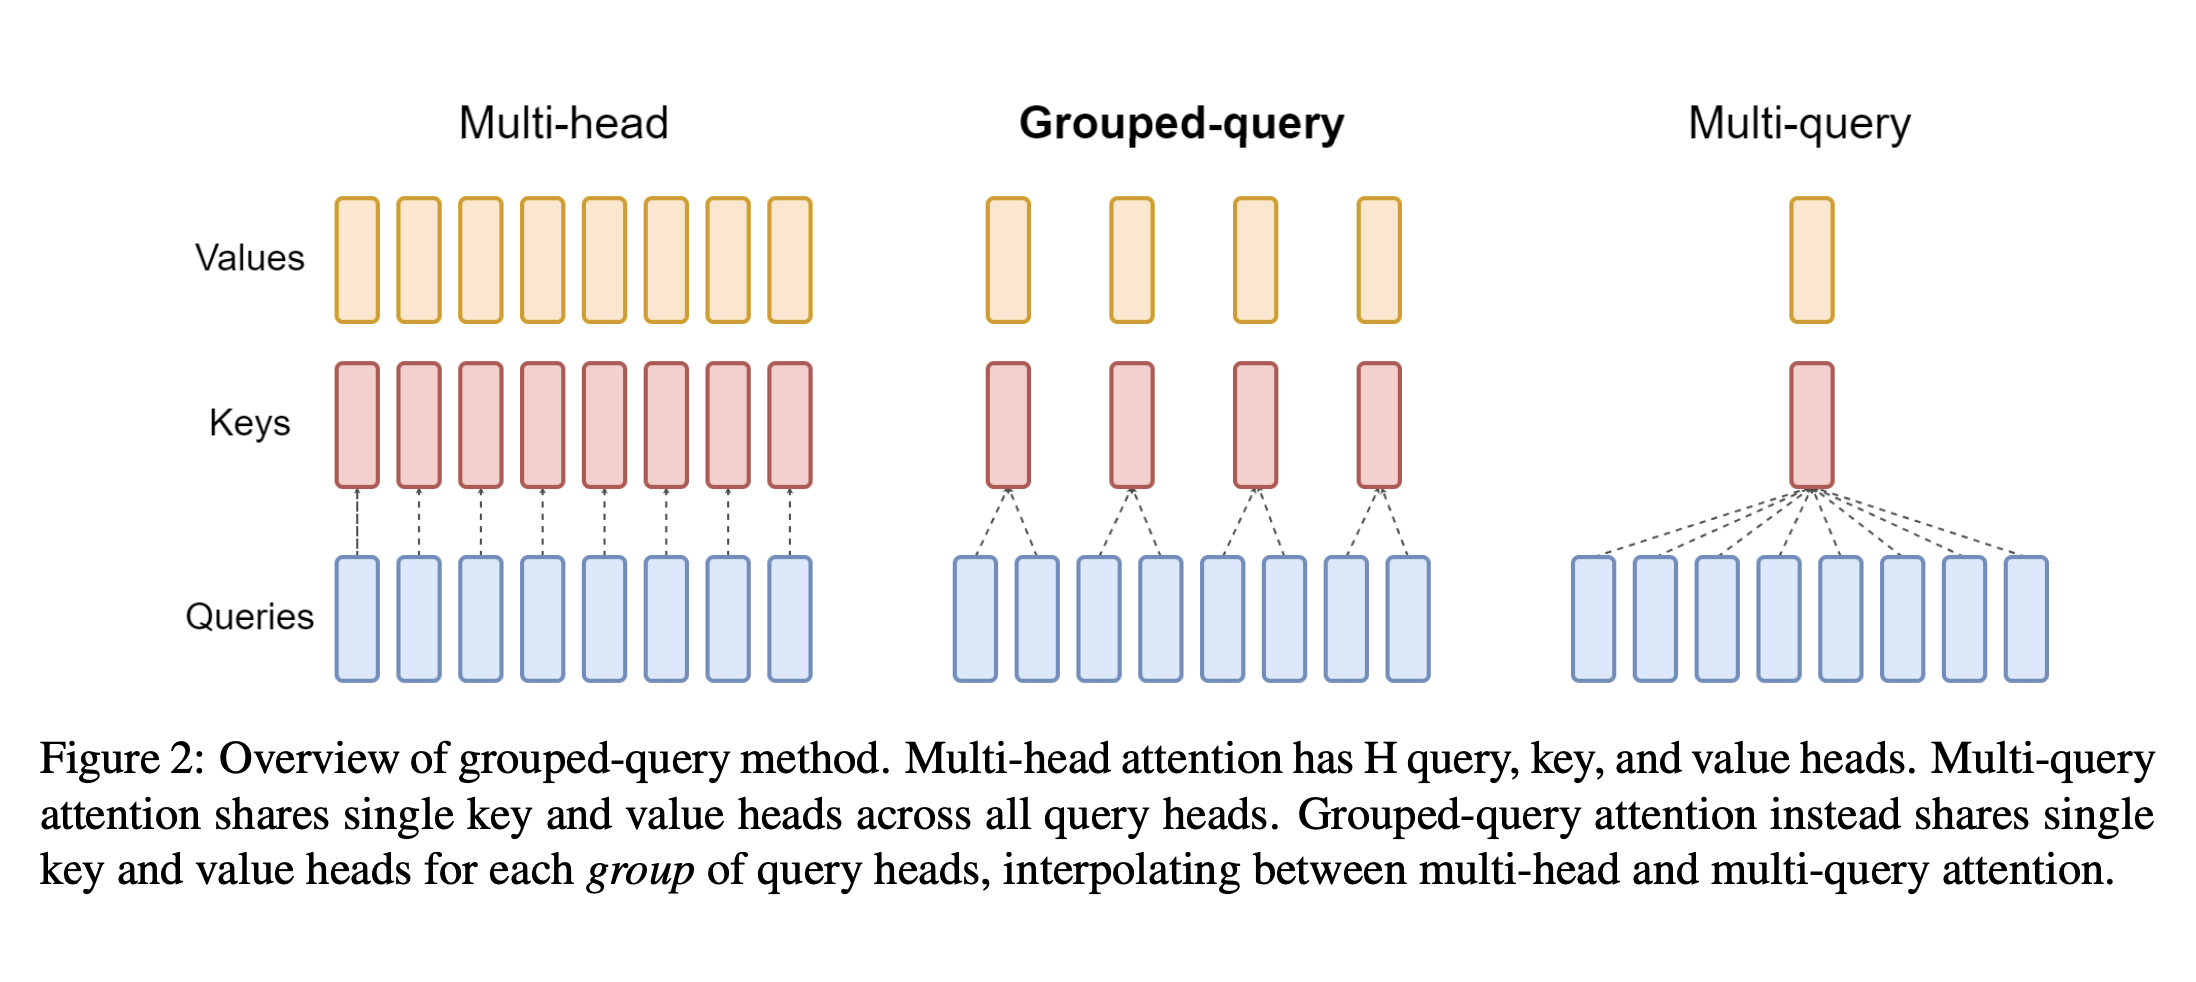 Multi-head
Grouped-query
Multi-query
Values
Keys
Queries
Figure 2: Overview of grouped-query method. Multi-head attention has H query, key, and value heads. Multi-query
attention shares single key and value heads across all query heads. Grouped-query attention instead shares single
key and value heads for each group of query heads, interpolating between multi-head and multi-query attention.